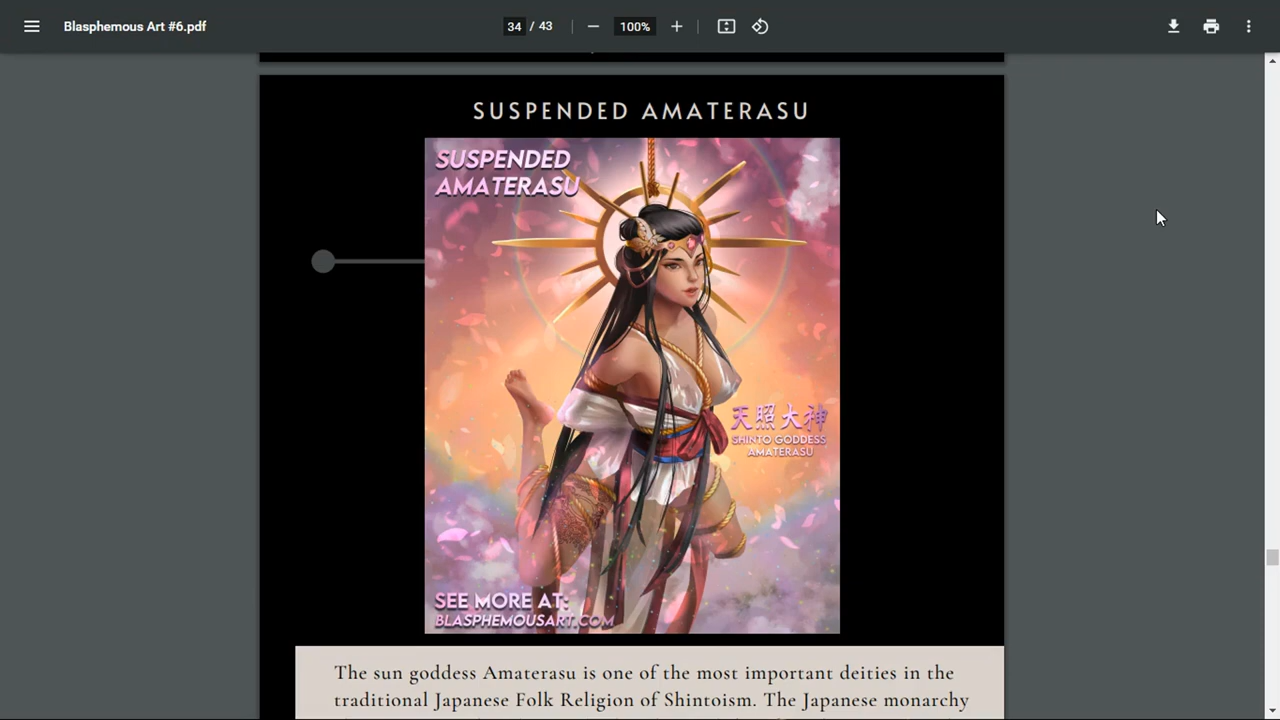 Blasphemous Art #6.pdf
34 / 43
100%
SUSPENDED AMATERASU
SUSPENDED
AMATERASU
天照大神
SHINTO GODDESS
AMATERASU
SEE MORE AT:
BLASPHEMOUSART.COM
The sun goddess Amaterasu is one of the most important deities in the
traditional Japanese Folk Religion of Shintoism. The Japanese monarchy